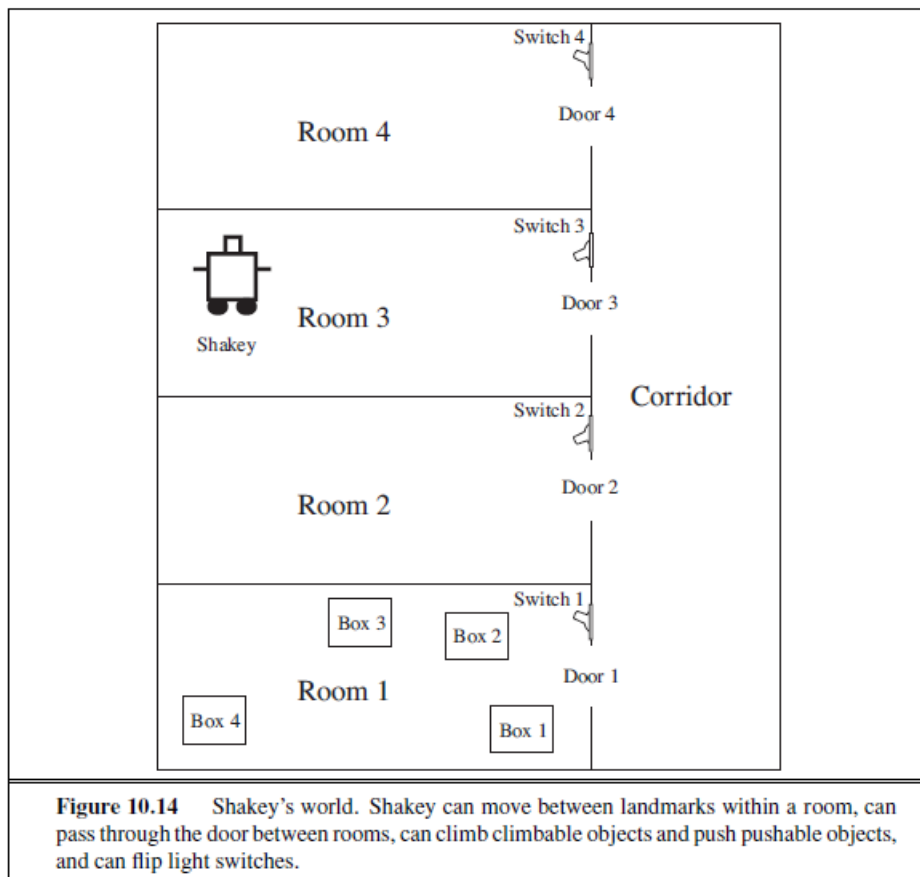 Switch 4
Door 4
Room 4
Switch 3
Door 3
Room 3
Shakey
Corridor
Switch 2
Door 2
Room 2
Switch 1
Box 3
Box 2
Door 1
Room 1
Box 4
Box 1
Figure 10.14 Shakey's world. Shakey can move between landmarks within a room, can
pass through the door between rooms, can climb climbable objects and push pushable objects,
and can flip light switches.